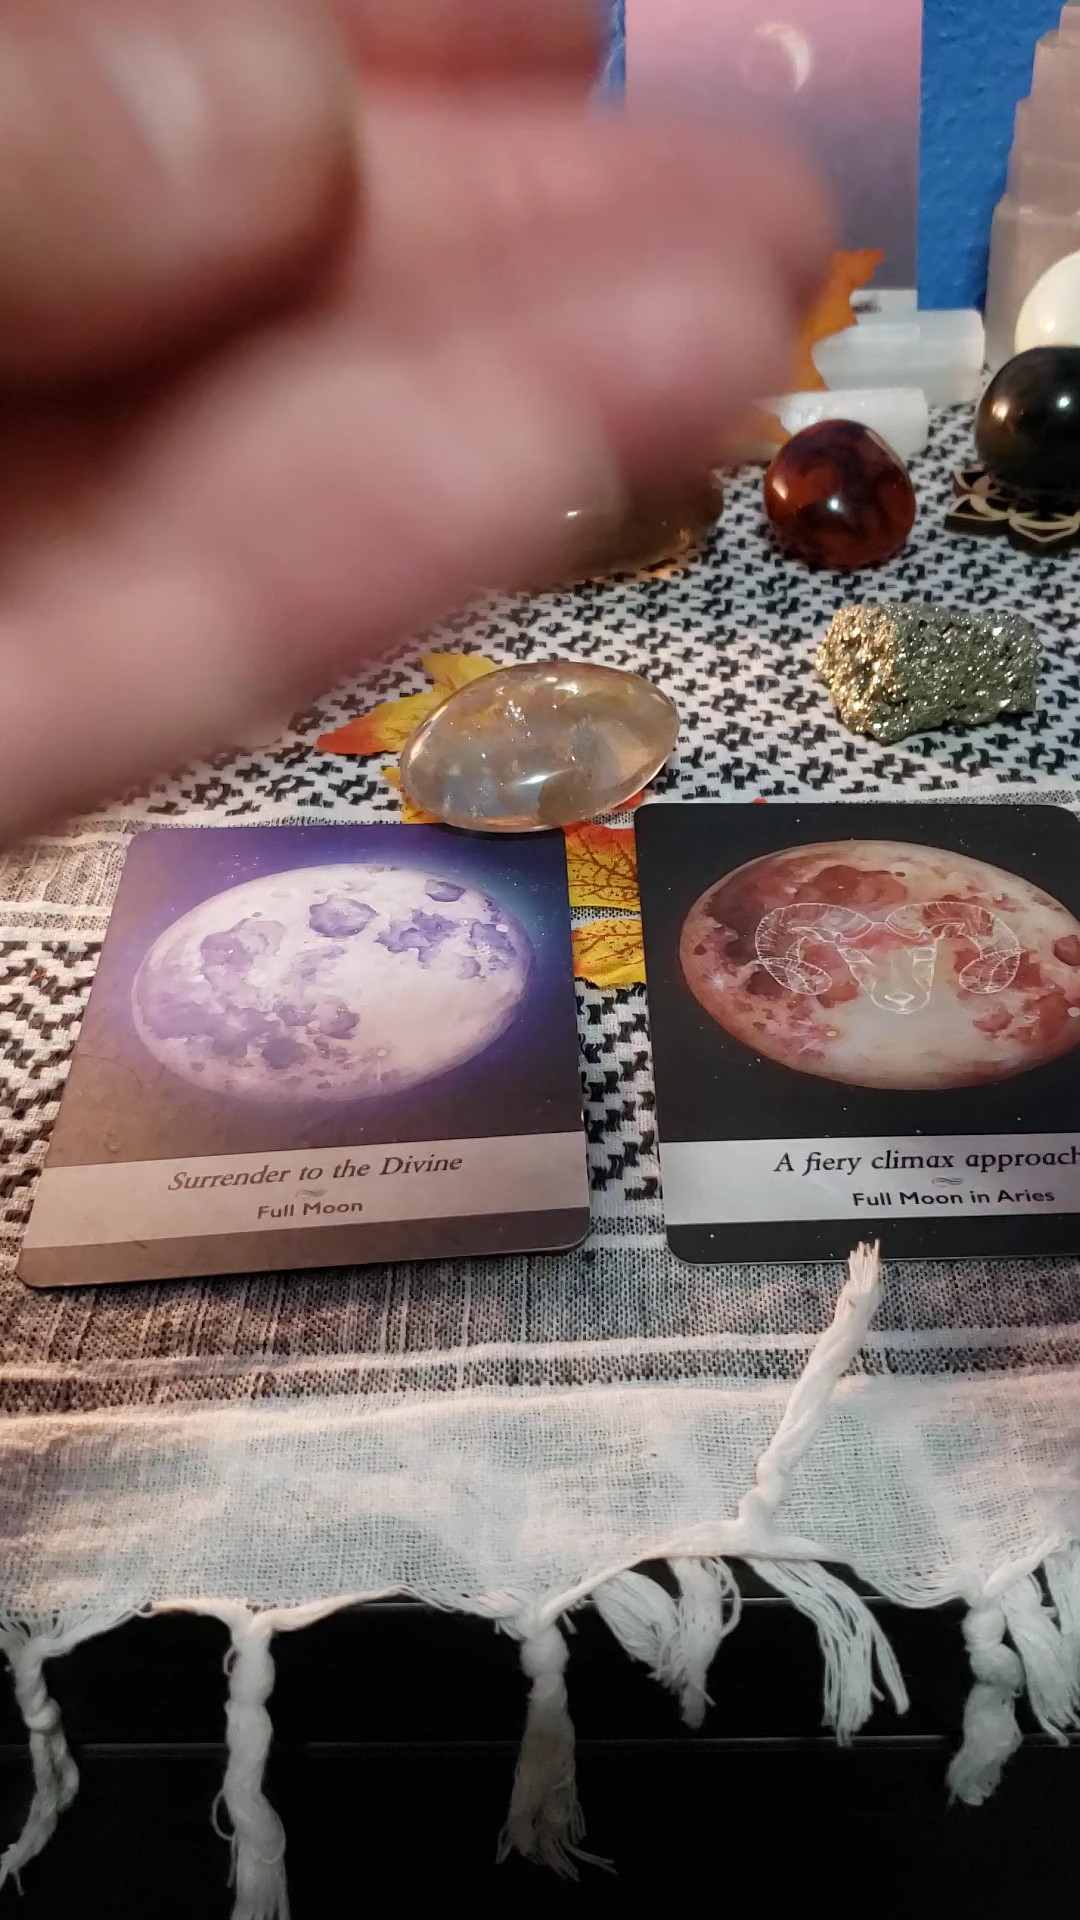 Surrender to the Divine
Full Moon
A fiery climax approach
Full Moon in Aries